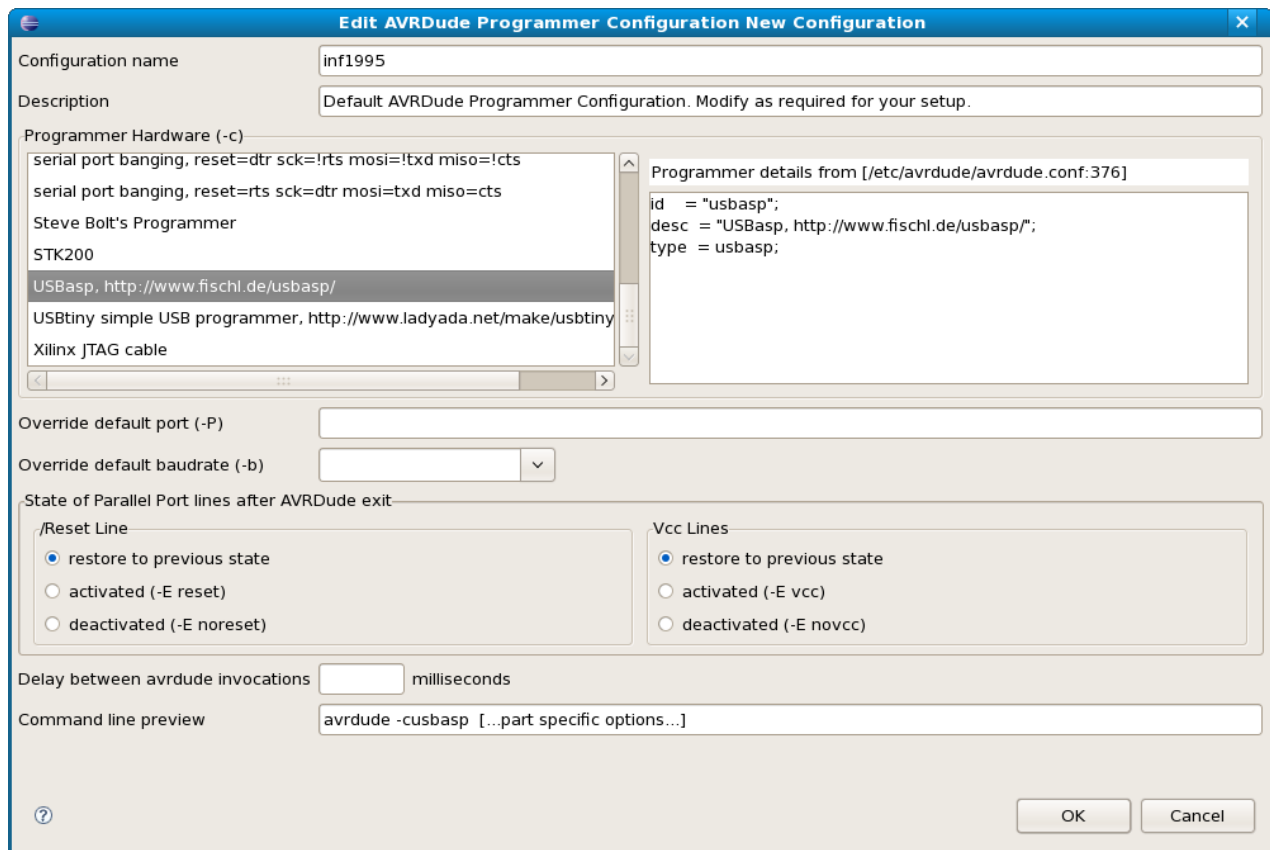 Edit AVRDude Programmer Configuration New Configuration
Configuration name
inf1995
Description
Default AVRDude Programmer Configuration. Modify as required for your setup.
Programmer Hardware (-c)
serial port banging, reset=dtr sck=!rts mosi=!txd miso=!cts
serial port banging, reset=rts sck=dtr mosi=txd miso=cts
Steve Bolt's Programmer
STK200
USBasp, http://www.fischl.de/usbasp/
USBtiny simple USB programmer, http://www.ladyada.net/make/usbtiny
Xilinx JTAG cable
Programmer details from [/etc/avrdude/avrdude.conf:376]
id = "usbasp";
desc = "USBasp, http://www.fischl.de/usbasp/";
type = usbasp;
Override default port (-P)
Override default baudrate (-b)
State of Parallel Port lines after AVRDude exit
/Reset Line
restore to previous state
activated (-E reset)
deactivated (-E noreset)
Vcc Lines
restore to previous state
activated (-E vcc)
deactivated (-E novcc)
Delay between avrdude invocations
milliseconds
Command line preview
avrdude -cusbasp [...part specific options...]
?
OK
Cancel